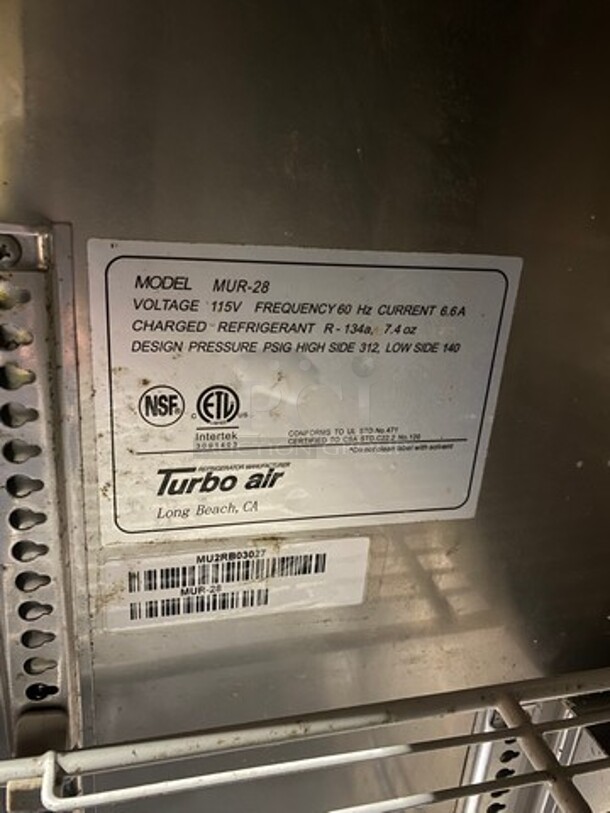 MODEL MUR-28
VOLTAGE 115V FREQUENCY 60 Hz CURRENT 6.6A
CHARGED REFRIGERANT R-134a, 7.4 oz
DESIGN PRESSURE PSIG HIGH SIDE 312, LOW SIDE 140
NSF
C ETL US
Intertek
3091403
CONFORMS TO UL STD No.471
CERTIFIED TO CSA STD.C22.2 No.120
*Do not clean label with solvent
REFRIGERATOR MANUFACTURER
Turbo air
Long Beach, CA
MU2RB03027
MUR-28